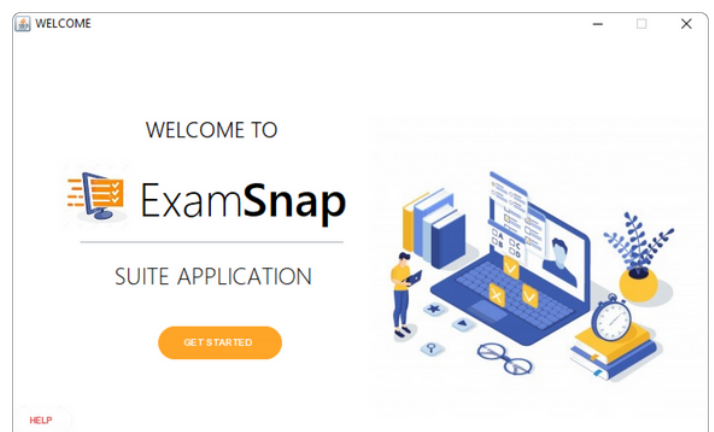 WELCOME
WELCOME TO
ExamSnap
SUITE APPLICATION
GET STARTED
HELP
A
B
C
D